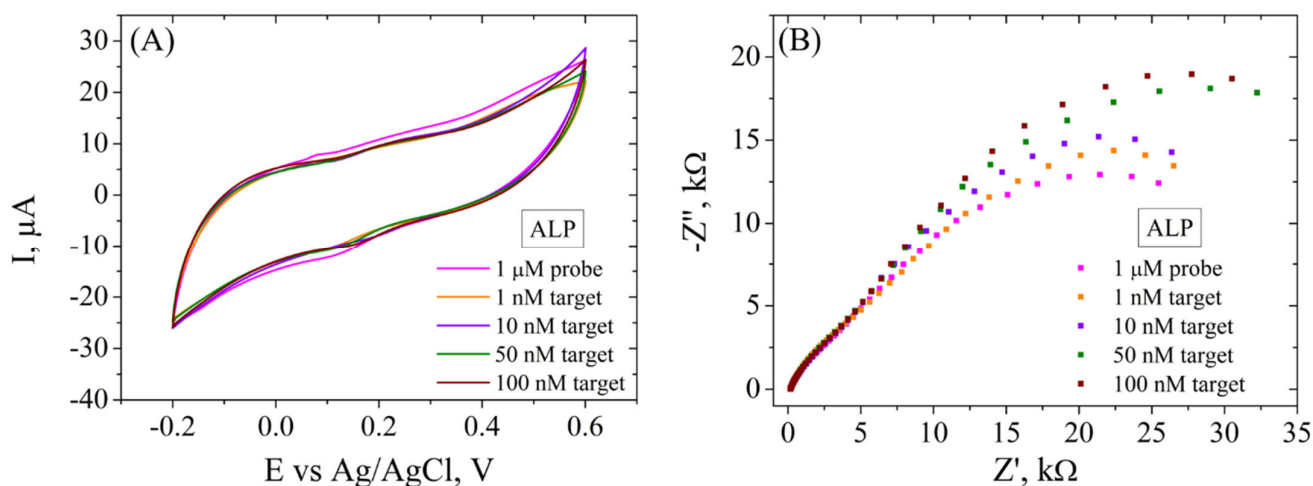 (A)
30
20
10
0
-10
-20
-30
-40
I, µA
-0.2 0.0 0.2 0.4 0.6
E vs Ag/AgCl, V
ALP
1 µM probe
1 nM target
10 nM target
50 nM target
100 nM target
(B)
20
15
10
5
0
-Z", kΩ
0 5 10 15 20 25 30 35
Z', kΩ
ALP
1 µM probe
1 nM target
10 nM target
50 nM target
100 nM target